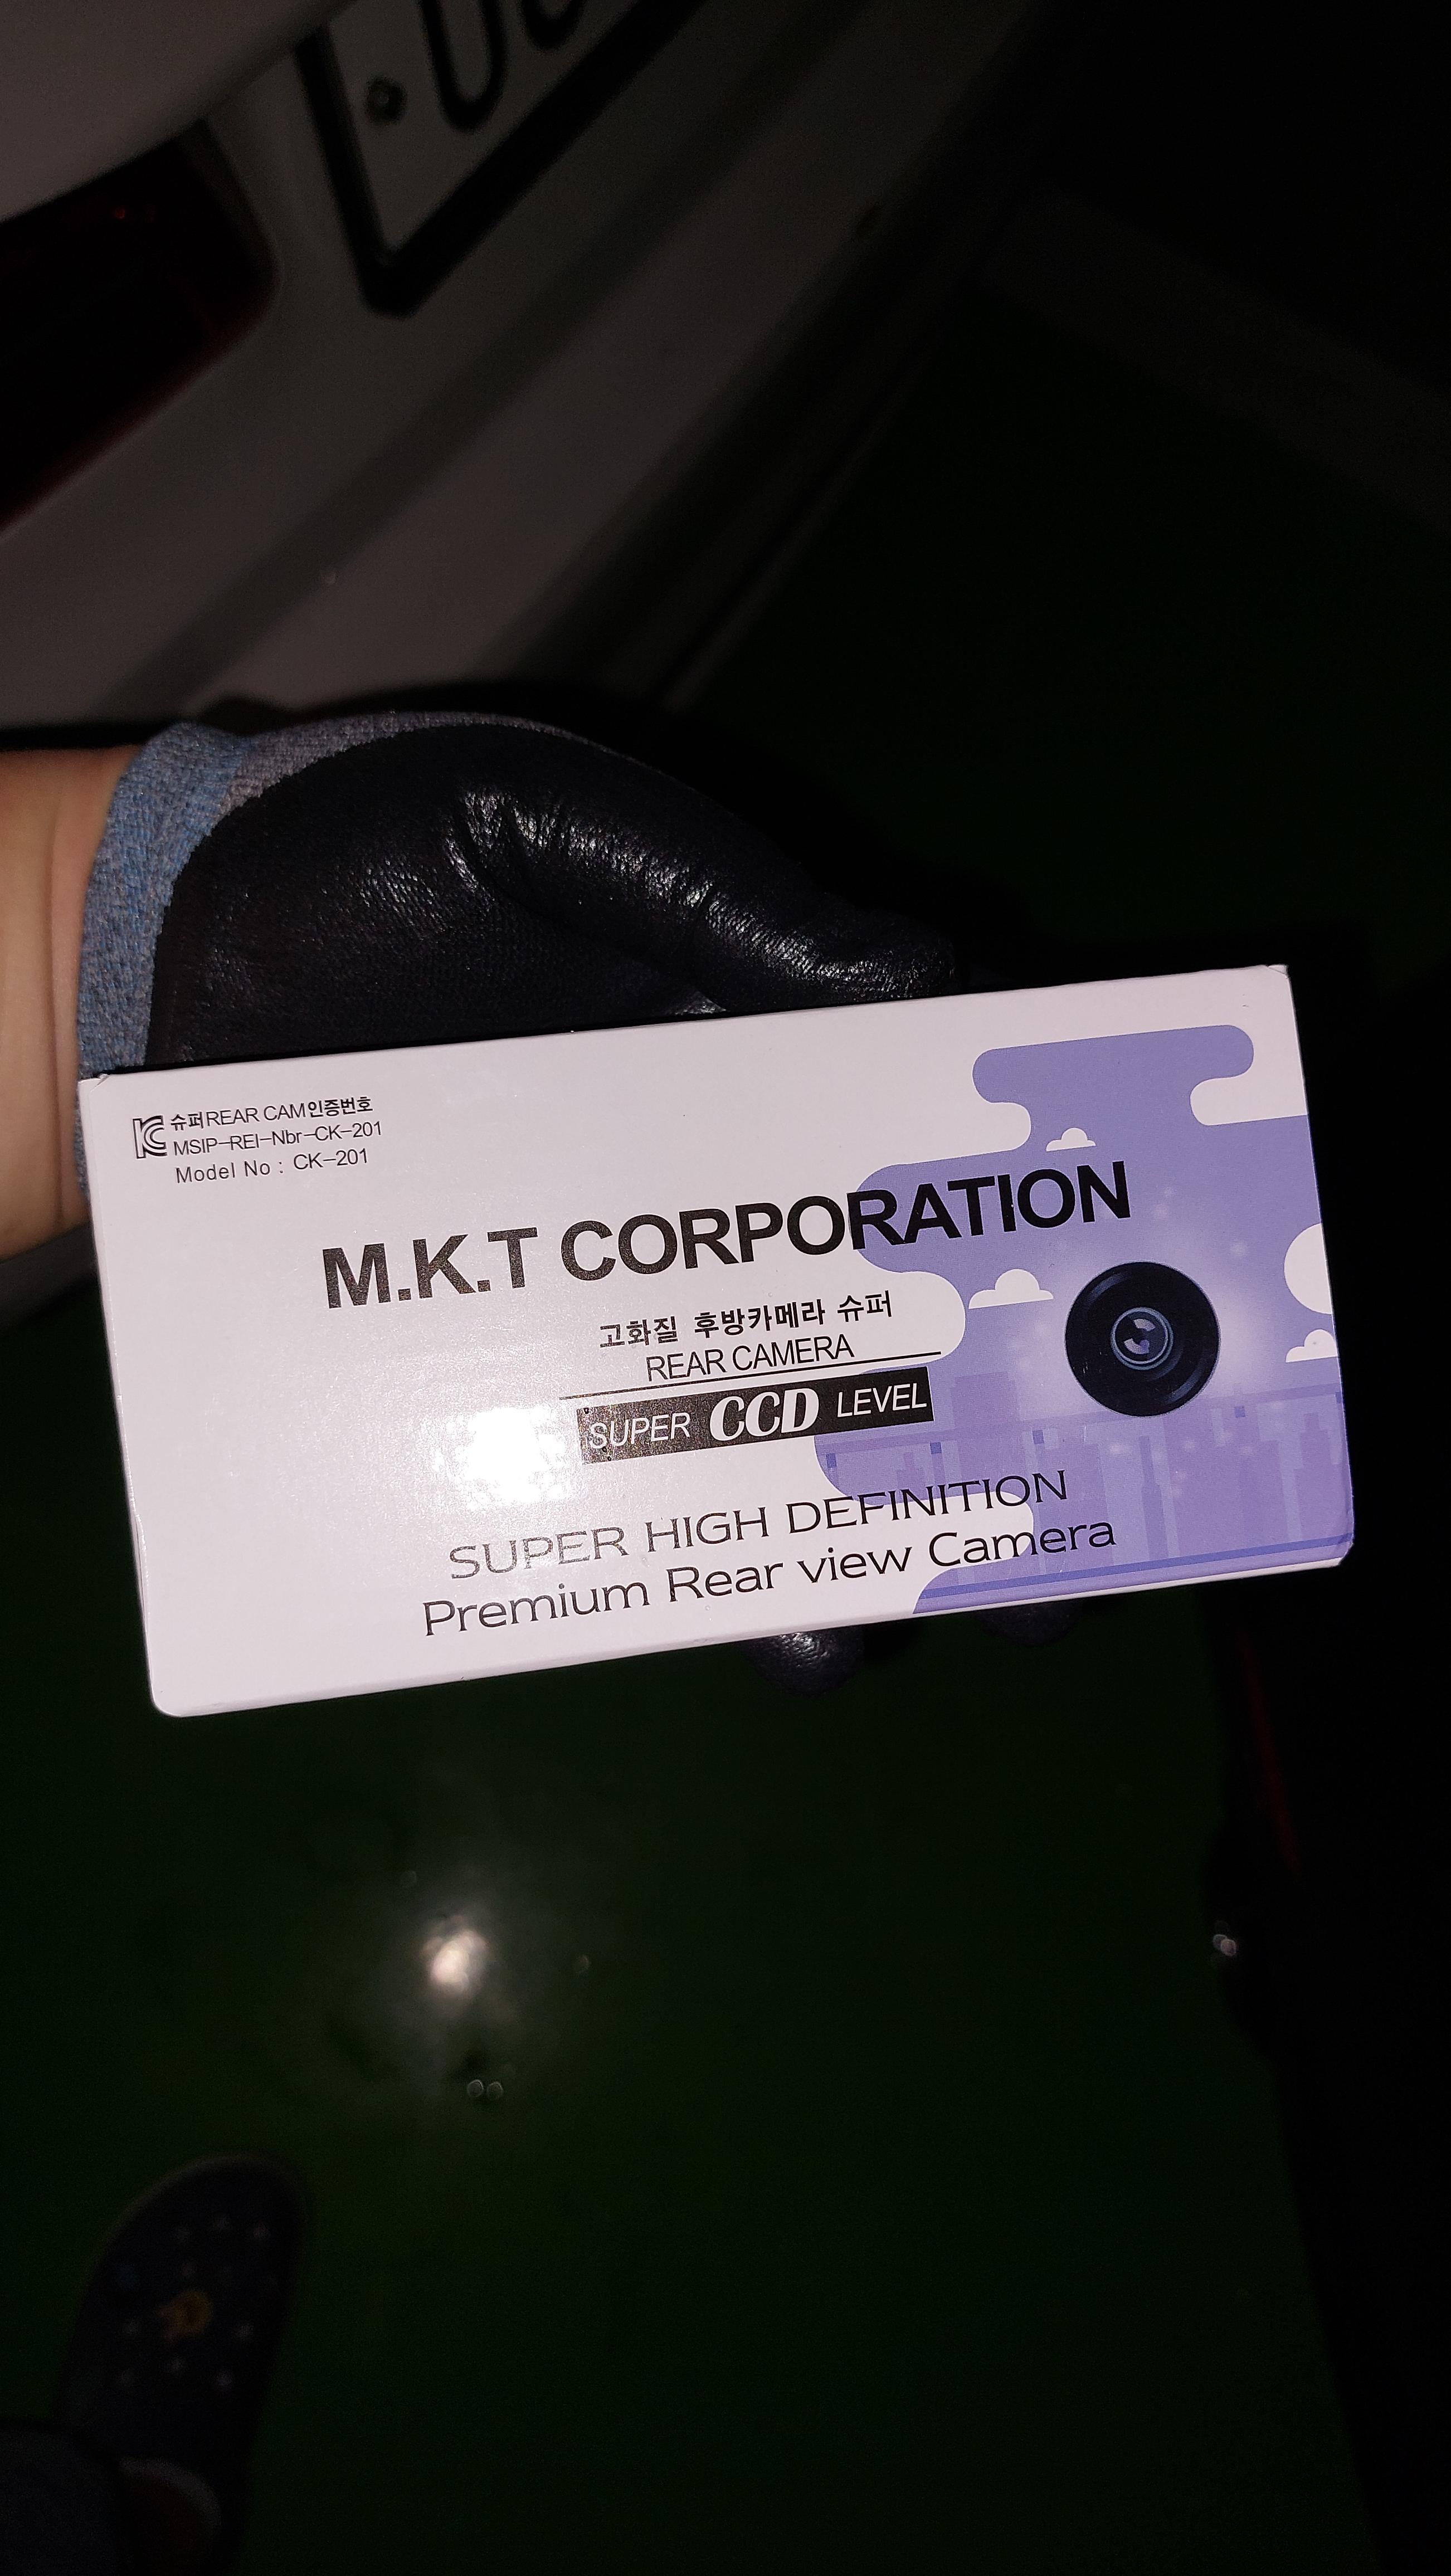 슈퍼REAR CAM인증번호
MSIP-REI-Nbr-CK-201
Model No : CK-201
M.K.T CORPORATION
고화질 후방카메라 슈퍼
REAR CAMERA
SUPER CCD LEVEL
SUPER HIGH DEFINITION
Premium Rear view Camera